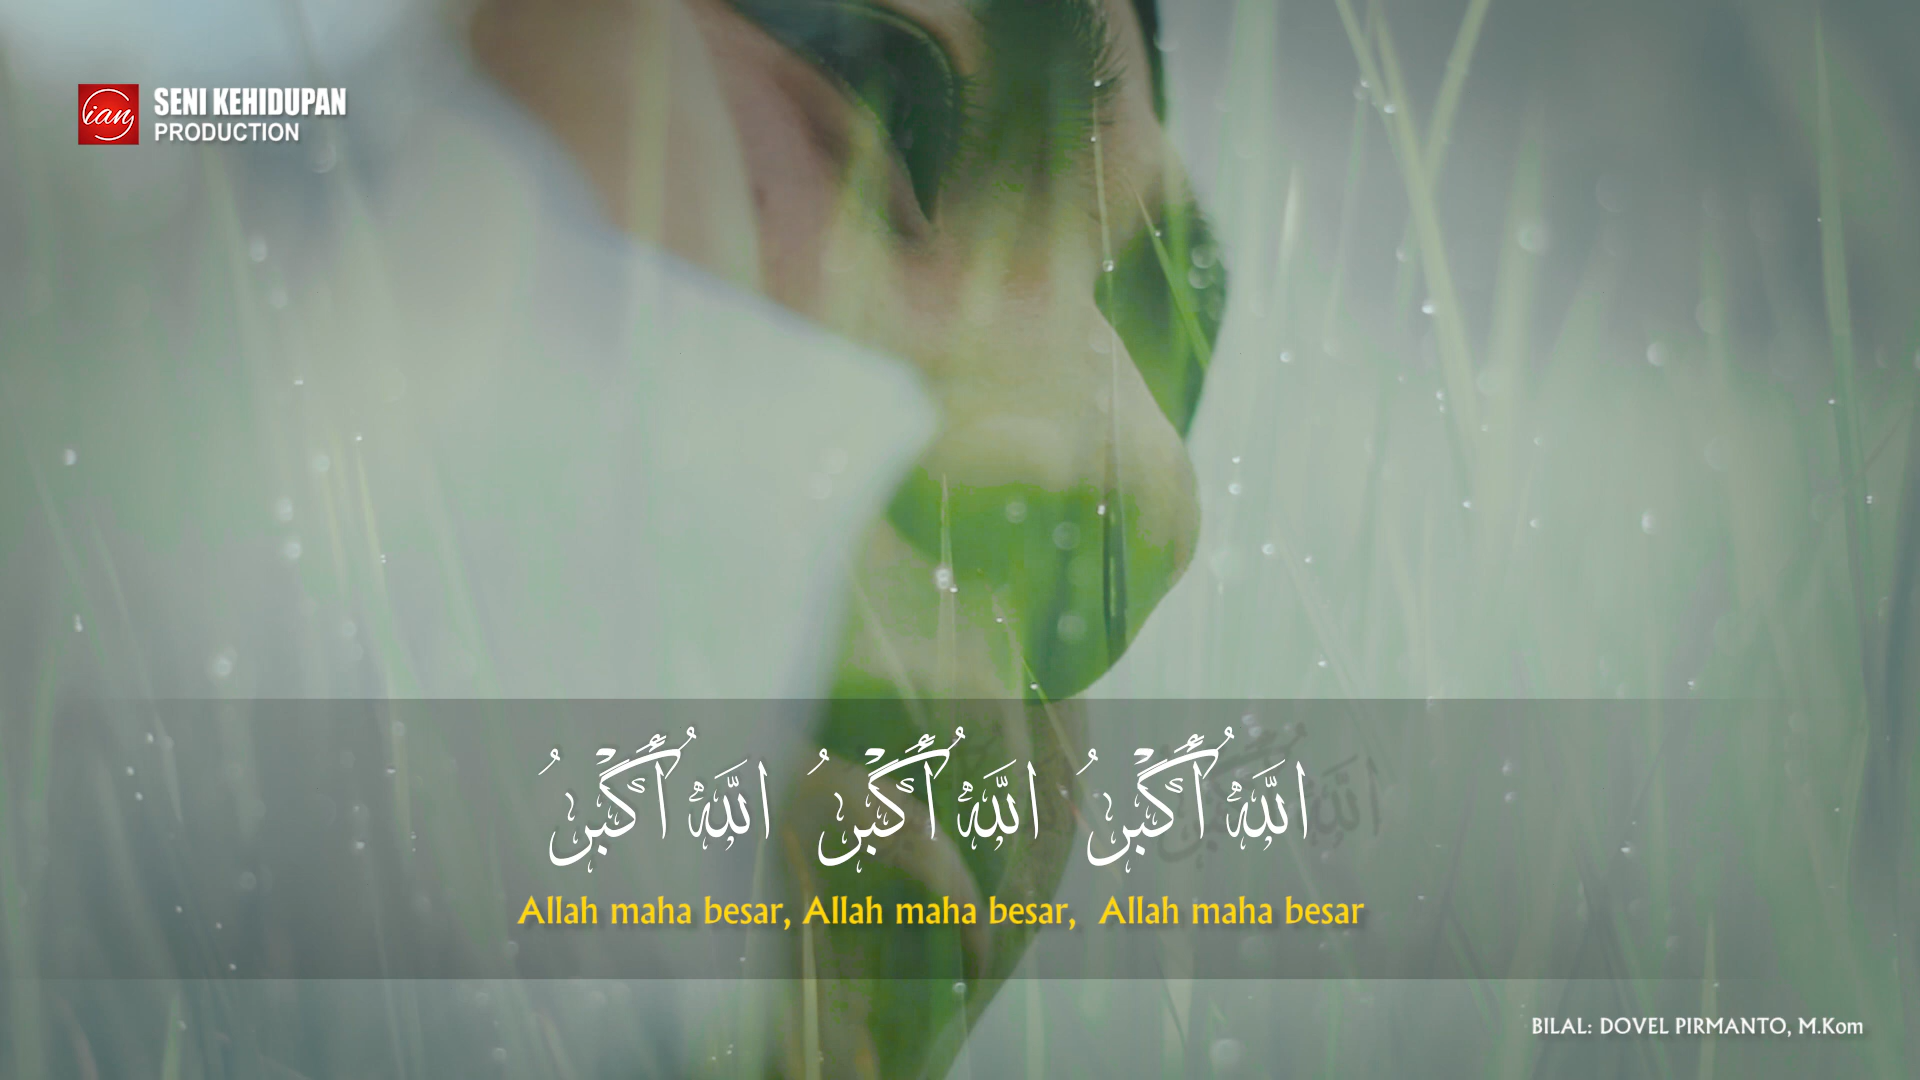 SENI KEHIDUPAN
PRODUCTION
اللَّهُ أَكْبَرُ اللَّهُ أَكْبَرُ اللَّهُ أَكْبَرُ
Allah maha besar, Allah maha besar,  Allah maha besar
BILAL: DOVEL PIRMANTO, M.Kom